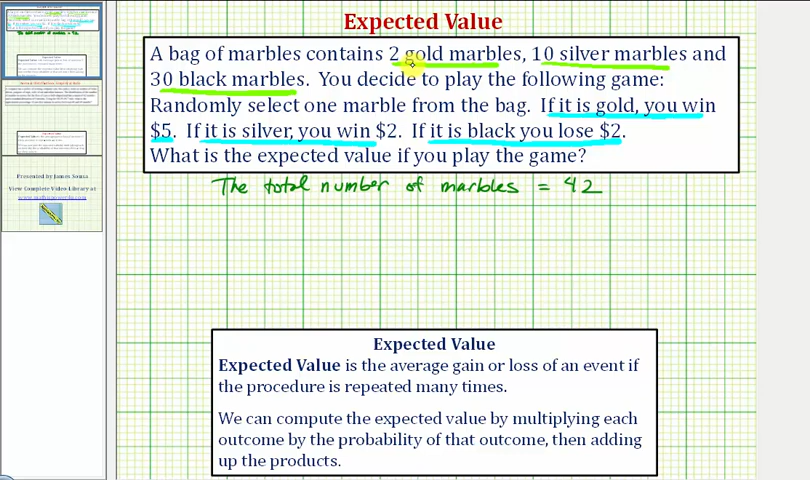 Expected Value
A bag of marbles contains 2 gold marbles, 10 silver marbles and
30 black marbles. You decide to play the following game:
Randomly select one marble from the bag. If it is gold, you win
$5. If it is silver, you win $2. If it is black you lose $2.
What is the expected value if you play the game?
The total number of marbles = 42
Expected Value
Expected Value is the average gain or loss of an event if
the procedure is repeated many times.
We can compute the expected value by multiplying each
outcome by the probability of that outcome, then adding
up the products.
Presented by James Sousa
View Complete Video Library at